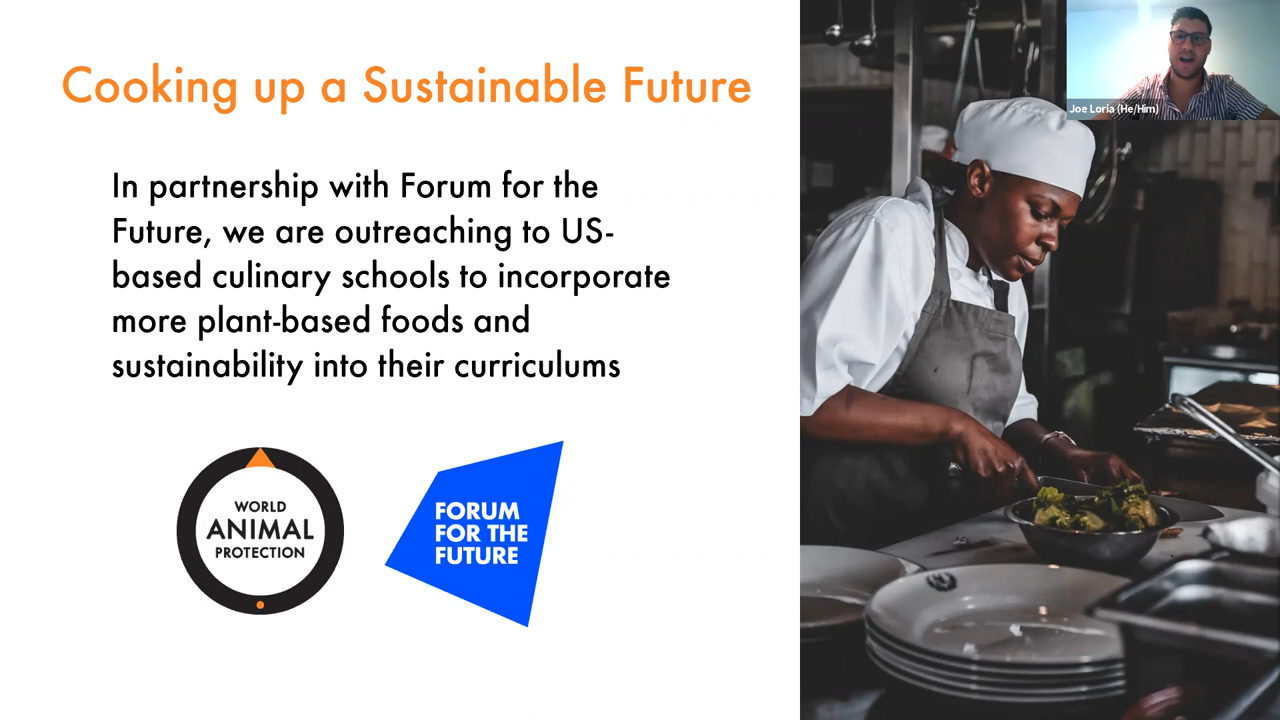 Cooking up a Sustainable Future
Joe Loria (He/Him)
In partnership with Forum for the
Future, we are outreaching to US-
based culinary schools to incorporate
more plant-based foods and
sustainability into their curriculums
WORLD
ANIMAL
PROTECTION
FORUM
FOR THE
FUTURE